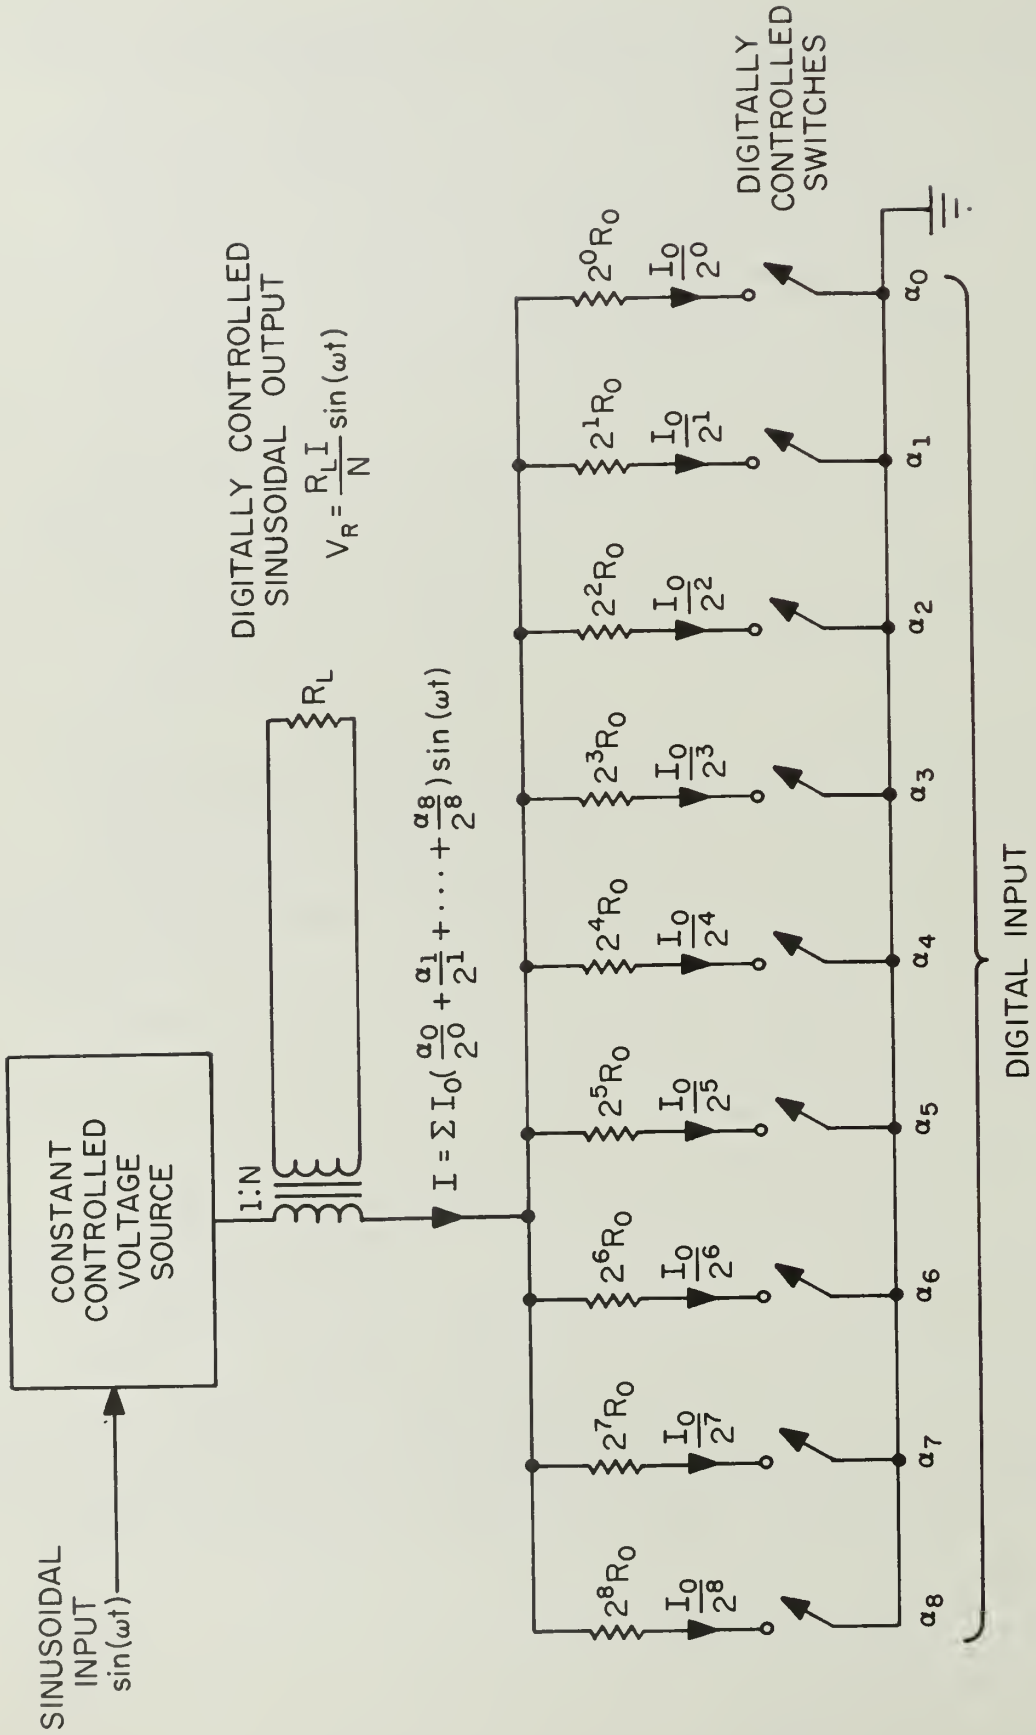 SINUSOIDAL
INPUT
sin(ωt)
CONSTANT
CONTROLLED
VOLTAGE
SOURCE
1:N
R_L
DIGITALLY CONTROLLED
SINUSOIDAL OUTPUT
V_R = R_L I / N sin(ωt)
I = Σ I_0(α_0/2^0 + α_1/2^1 + .... + α_8/2^8) sin(ωt)
2^8R_0 2^7R_0 2^6R_0 2^5R_0 2^4R_0 2^3R_0 2^2R_0 2^1R_0 2^0R_0
I_0/2^8 I_0/2^7 I_0/2^6 I_0/2^5 I_0/2^4 I_0/2^3 I_0/2^2 I_0/2^1 I_0/2^0
DIGITALLY
CONTROLLED
SWITCHES
α_8 α_7 α_6 α_5 α_4 α_3 α_2 α_1 α_0
DIGITAL INPUT